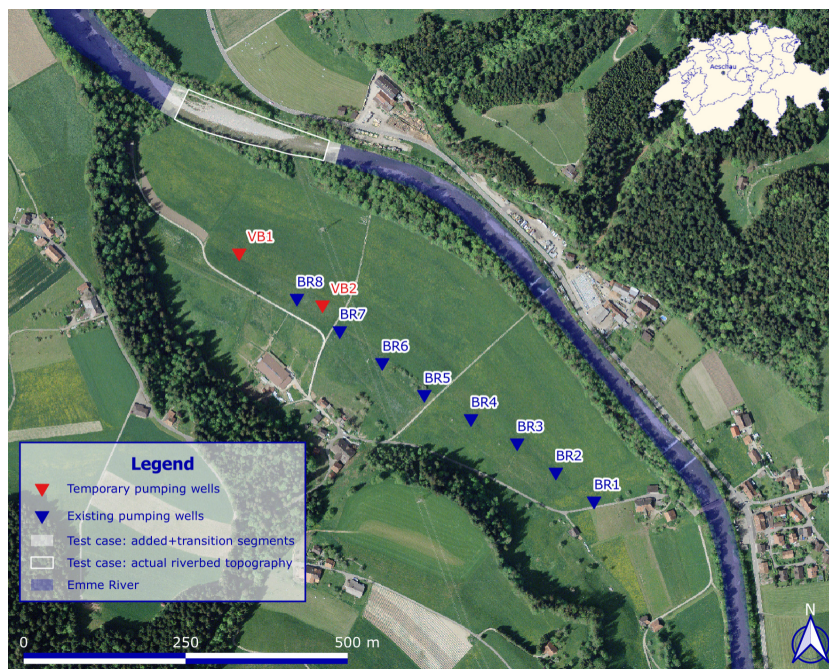 Aeschau
VB1
BR8
VB2
BR7
BR6
BR5
BR4
BR3
BR2
BR1
Legend
Temporary pumping wells
Existing pumping wells
Test case: added+transition segments
Test case: actual riverbed topography
Emme River
0 250 500 m
N